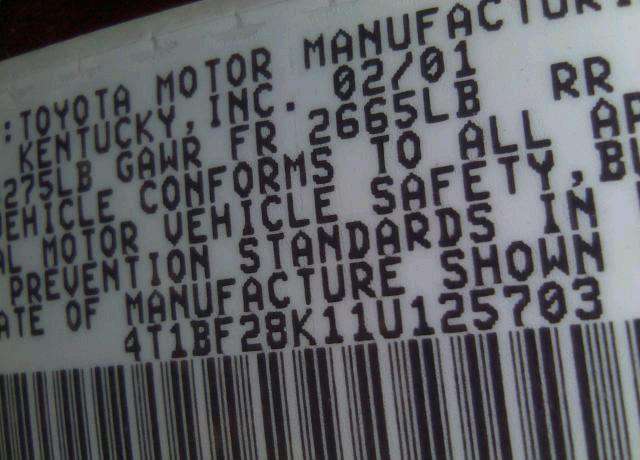 :TOYOTA MOTOR MANUFACTUR
KENTUCKY, INC. 02/01
275LB GAWR FR 2665LB RR
VEHICLE CONFORMS TO ALL AP
AL MOTOR VEHICLE SAFETY, BU
PREVENTION STANDARDS IN
ATE OF MANUFACTURE SHOWN
4T1BF28K11U125703